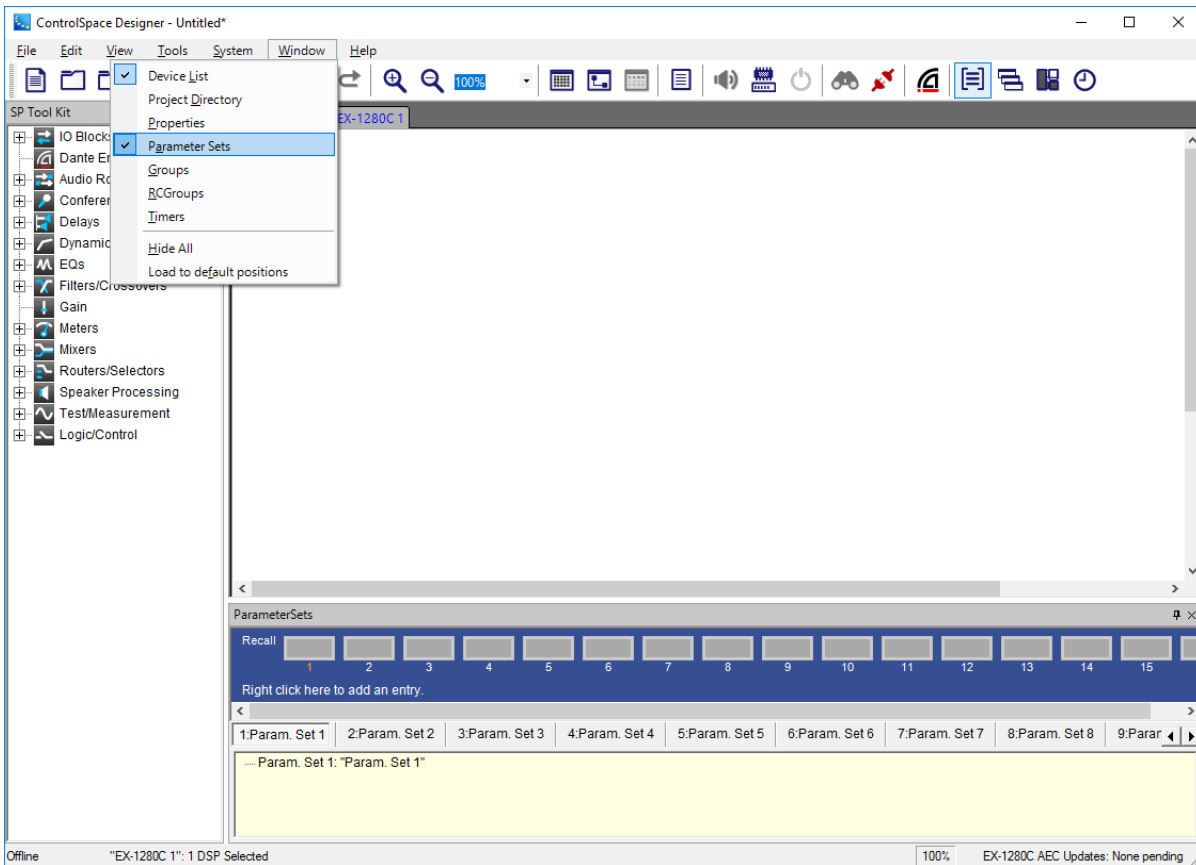 ControlSpace Designer - Untitled*
File Edit View Tools System Window Help
100%
Device List
Project Directory
Properties
Parameter Sets
Groups
RCGroups
Timers
Hide All
Load to default positions
SP Tool Kit
EX-1280C 1
IO Blocks
Audio
Delays
EQs
Filters/Crossovers
Gain
Meters
Mixers
Routers/Selectors
Speaker Processing
Test/Measurement
Logic/Control
ParameterSets
Recall
1 2 3 4 5 6 7 8 9 10 11 12 13 14 15
Right click here to add an entry.
1:Param. Set 1 2:Param. Set 2 3:Param. Set 3 4:Param. Set 4 5:Param. Set 5 6:Param. Set 6 7:Param. Set 7 8:Param. Set 8 9:Param
Param. Set 1: "Param. Set 1"
Offline "EX-1280C 1": 1 DSP Selected 100% EX-1280C AEC Updates: None pending